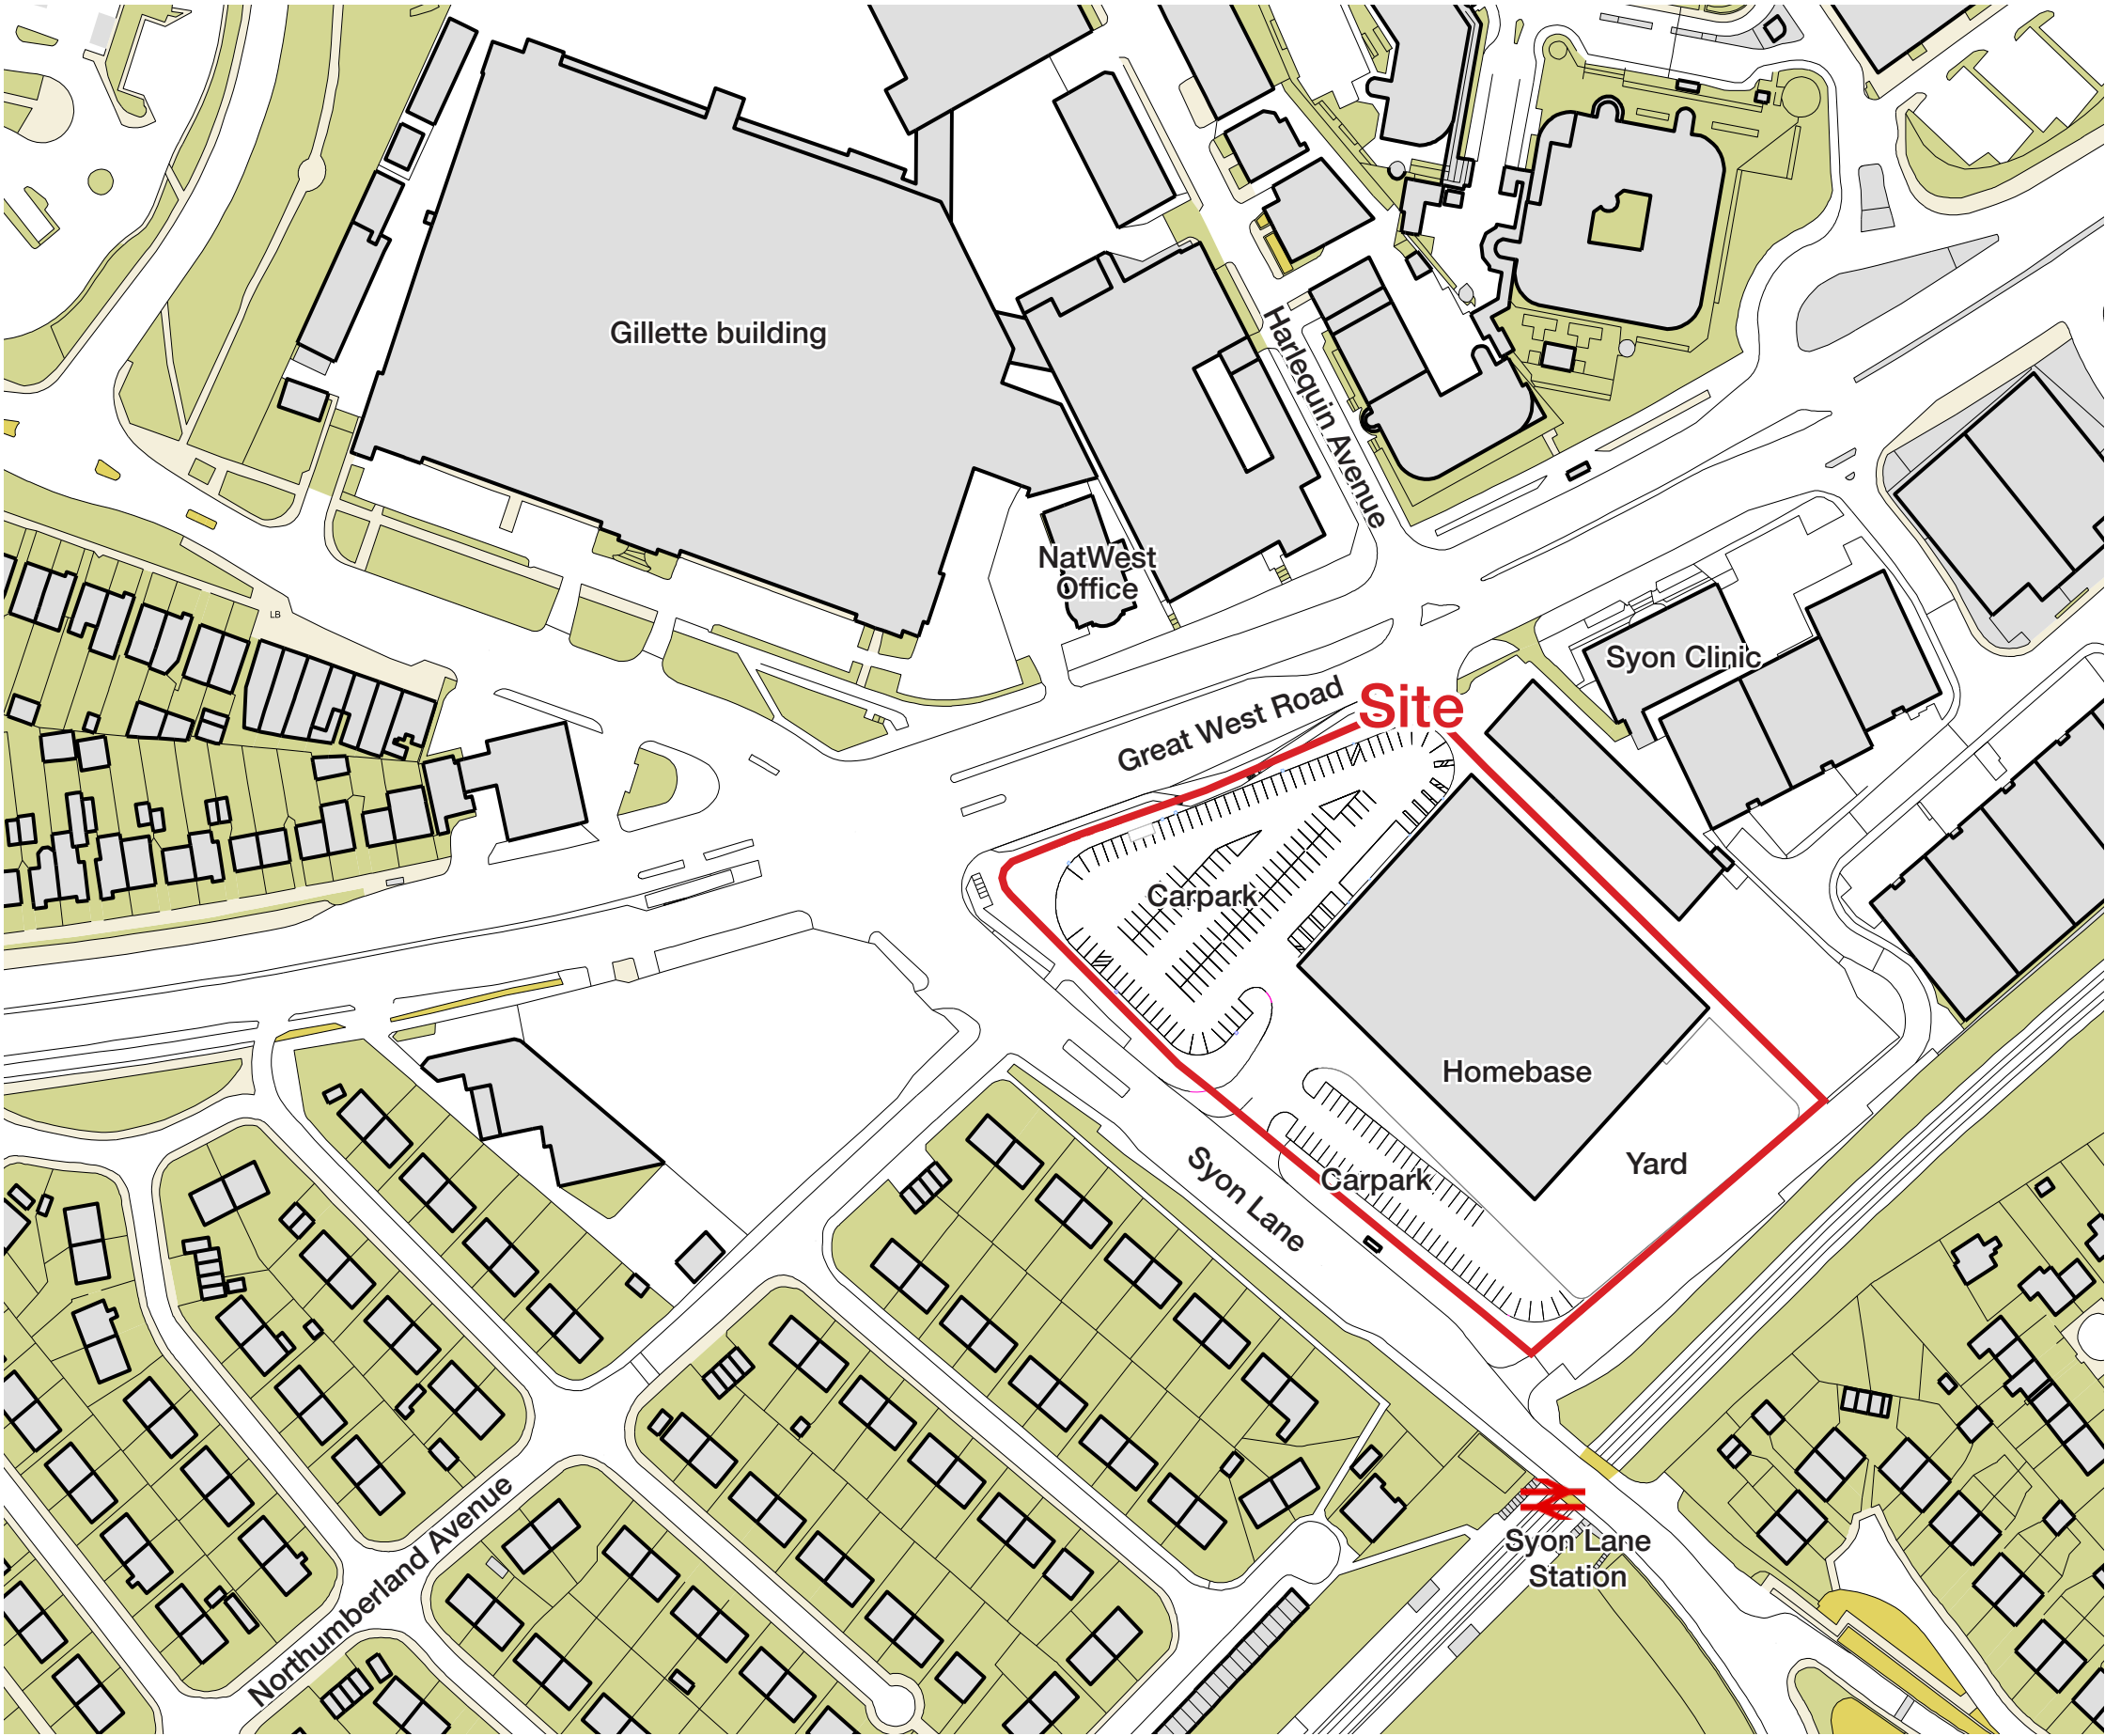 Gillette building
Harlequin Avenue
NatWest
Office
LB
Syon Clinic
Great West Road
Site
Carpark
Homebase
Yard
Carpark
Syon Lane
Northumberland Avenue
Syon Lane
Station